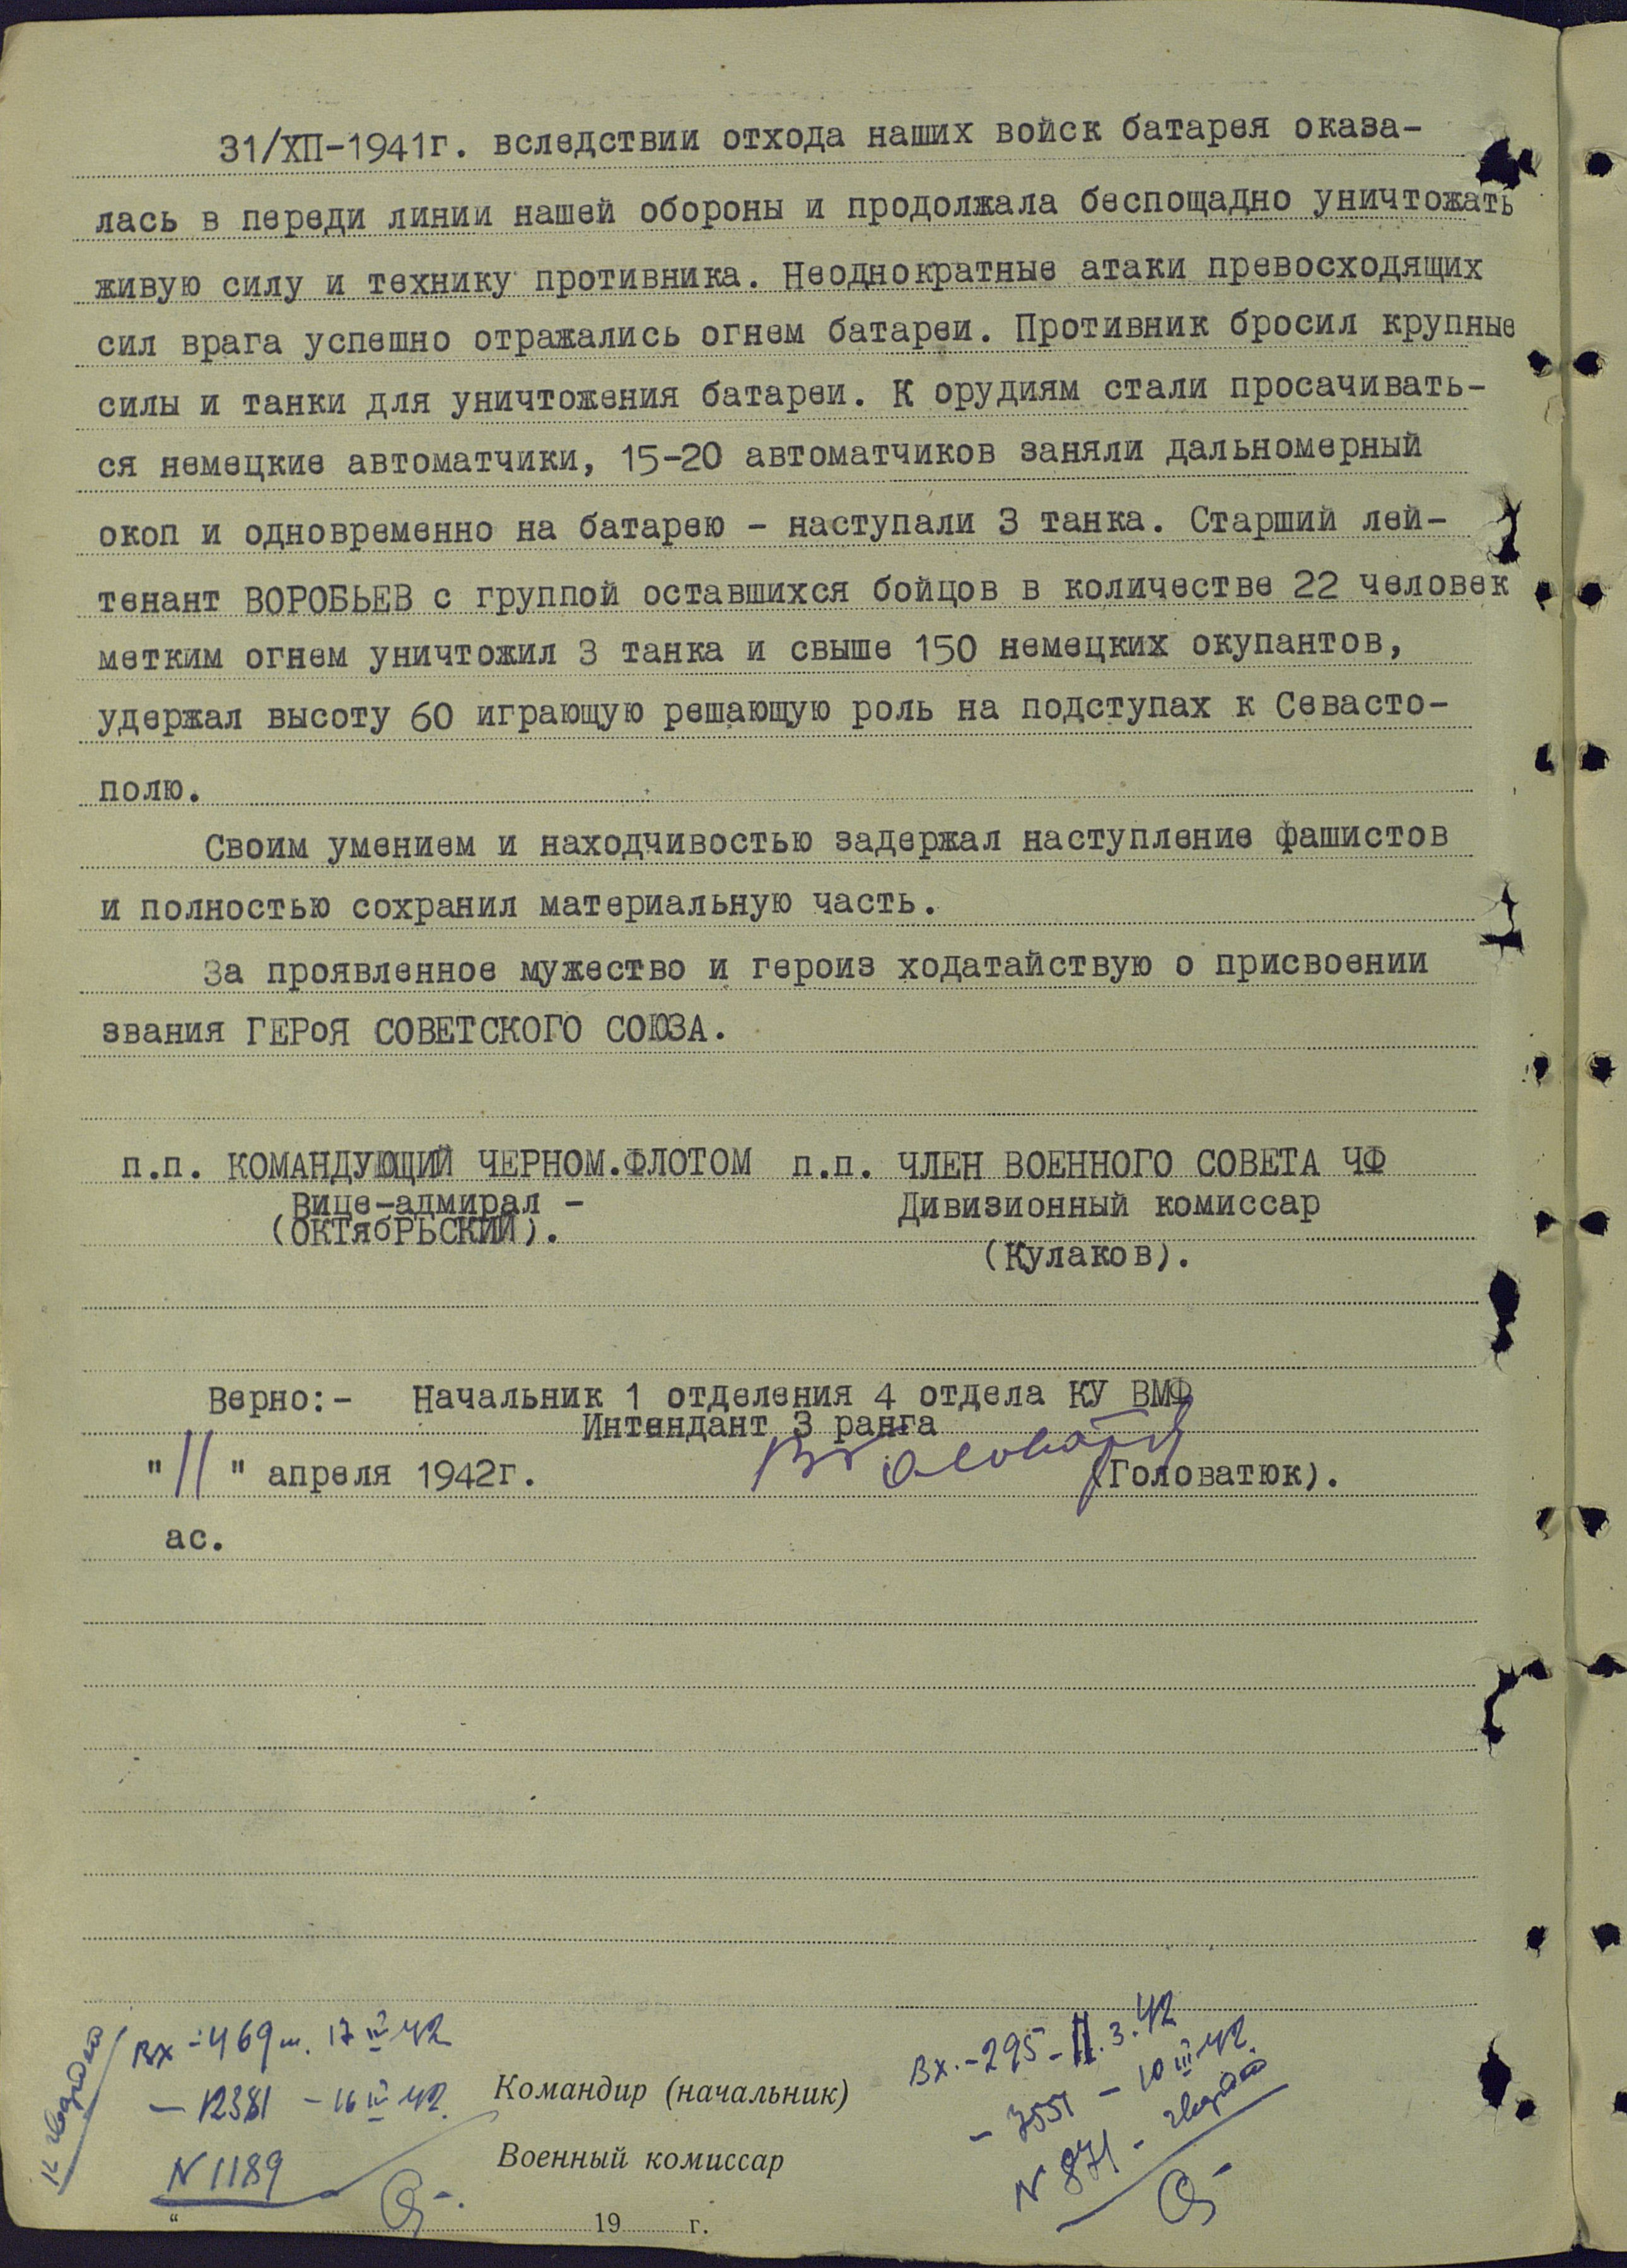 31/ХП-1941г. вследствии отхода наших войск батарея оказа-
лась в переди линии нашей обороны и продолжала беспощадно уничтожать
живую силу и технику противника. Неоднократные атаки превосходящих
сил врага успешно отражались огнем батареи. Противник бросил крупные
силы и танки для уничтожения батареи. К орудиям стали просачивать-
ся немецкие автоматчики, 15-20 автоматчиков заняли дальномерный
окоп и одновременно на батарею - наступали 3 танка. Старший лей-
тенант ВОРОБЬЕВ с группой оставшихся бойцов в количестве 22 человек
метким огнем уничтожил 3 танка и свыше 150 немецких окупантов,
удержал высоту 60 играющую решающую роль на подступах к Севасто-
полю.
Своим умением и находчивостью задержал наступление фашистов
и полностью сохранил материальную часть.
За проявленное мужество и героиз ходатайствую о присвоении
звания ГЕРоЯ СОВЕТСКОГО СОЮЗА.
п.п. КОМАНДУЮЩИЙ ЧЕРНОМ.ФЛОТОМ п.п. ЧЛЕН ВОЕННОГО СОВЕТА ЧФ
Вице-адмирал - Дивизионный комиссар
(ОКТябРЬСКИЙ).
(Кулаков).
Верно:- Начальник 1 отделения 4 отдела КУ ВМФ
Интендант 3 ранга
"11" апреля 1942г. (Головатюк).
ас.
Вх-469 17 42 Вх.-295-11.3.42
-12381 -16 42. Командир (начальник) - 10 III 42
N 1189 Военный комиссар N 871 -
" 19 г.